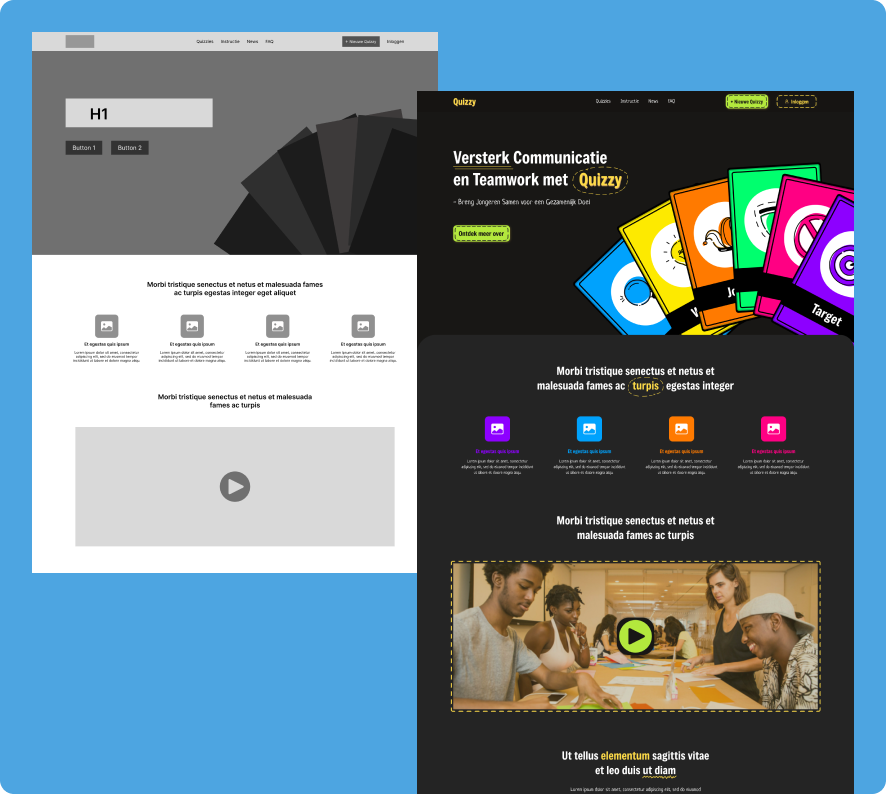 Quizzies Instructie News FAQ + Nieuwe Quizzy Inloggen
H1
Button 1 Button 2
Morbi tristique senectus et netus et malesuada fames
ac turpis egestas integer eget aliquet
Et egestas quis ipsum Et egestas quis ipsum Et egestas quis ipsum Et egestas quis ipsum
Lorem ipsum dolor sit amet, consectetur Lorem ipsum dolor sit amet, consectetur Lorem ipsum dolor sit amet, consectetur Lorem ipsum dolor sit amet, consectetur
adipiscing elit, sed do eiusmod tempor adipiscing elit, sed do eiusmod tempor adipiscing elit, sed do eiusmod tempor adipiscing elit, sed do eiusmod tempor
incididunt ut labore et dolore magna aliqu. incididunt ut labore et dolore magna aliqu. incididunt ut labore et dolore magna aliqu. incididunt ut labore et dolore magna aliqu.
Morbi tristique senectus et netus et malesuada
fames ac turpis
Quizzy Quizzies Instructie News FAQ + Nieuwe Quizzy Inloggen
Versterk Communicatie
en Teamwork met Quizzy
- Breng Jongeren Samen voor een Gezamenlijk Doel
Ontdek meer over
V
Jo
Target
Morbi tristique senectus et netus et
malesuada fames ac turpis egestas integer
Et egestas quis ipsum Et egestas quis ipsum Et egestas quis ipsum Et egestas quis ipsum
Lorem ipsum dolor sit amet, consectetur Lorem ipsum dolor sit amet, consectetur Lorem ipsum dolor sit amet, consectetur Lorem ipsum dolor sit amet, consectetur
adipiscing elit, sed do eiusmod tempor incididunt adipiscing elit, sed do eiusmod tempor incididunt adipiscing elit, sed do eiusmod tempor incididunt adipiscing elit, sed do eiusmod tempor incididunt
ut labore et dolore magna aliqu. ut labore et dolore magna aliqu. ut labore et dolore magna aliqu. ut labore et dolore magna aliqu.
Morbi tristique senectus et netus et
malesuada fames ac turpis
Ut tellus elementum sagittis vitae
et leo duis ut diam
Lorem ipsum dolor sit amet, consectetur adipiscing elit, sed do eiusmod